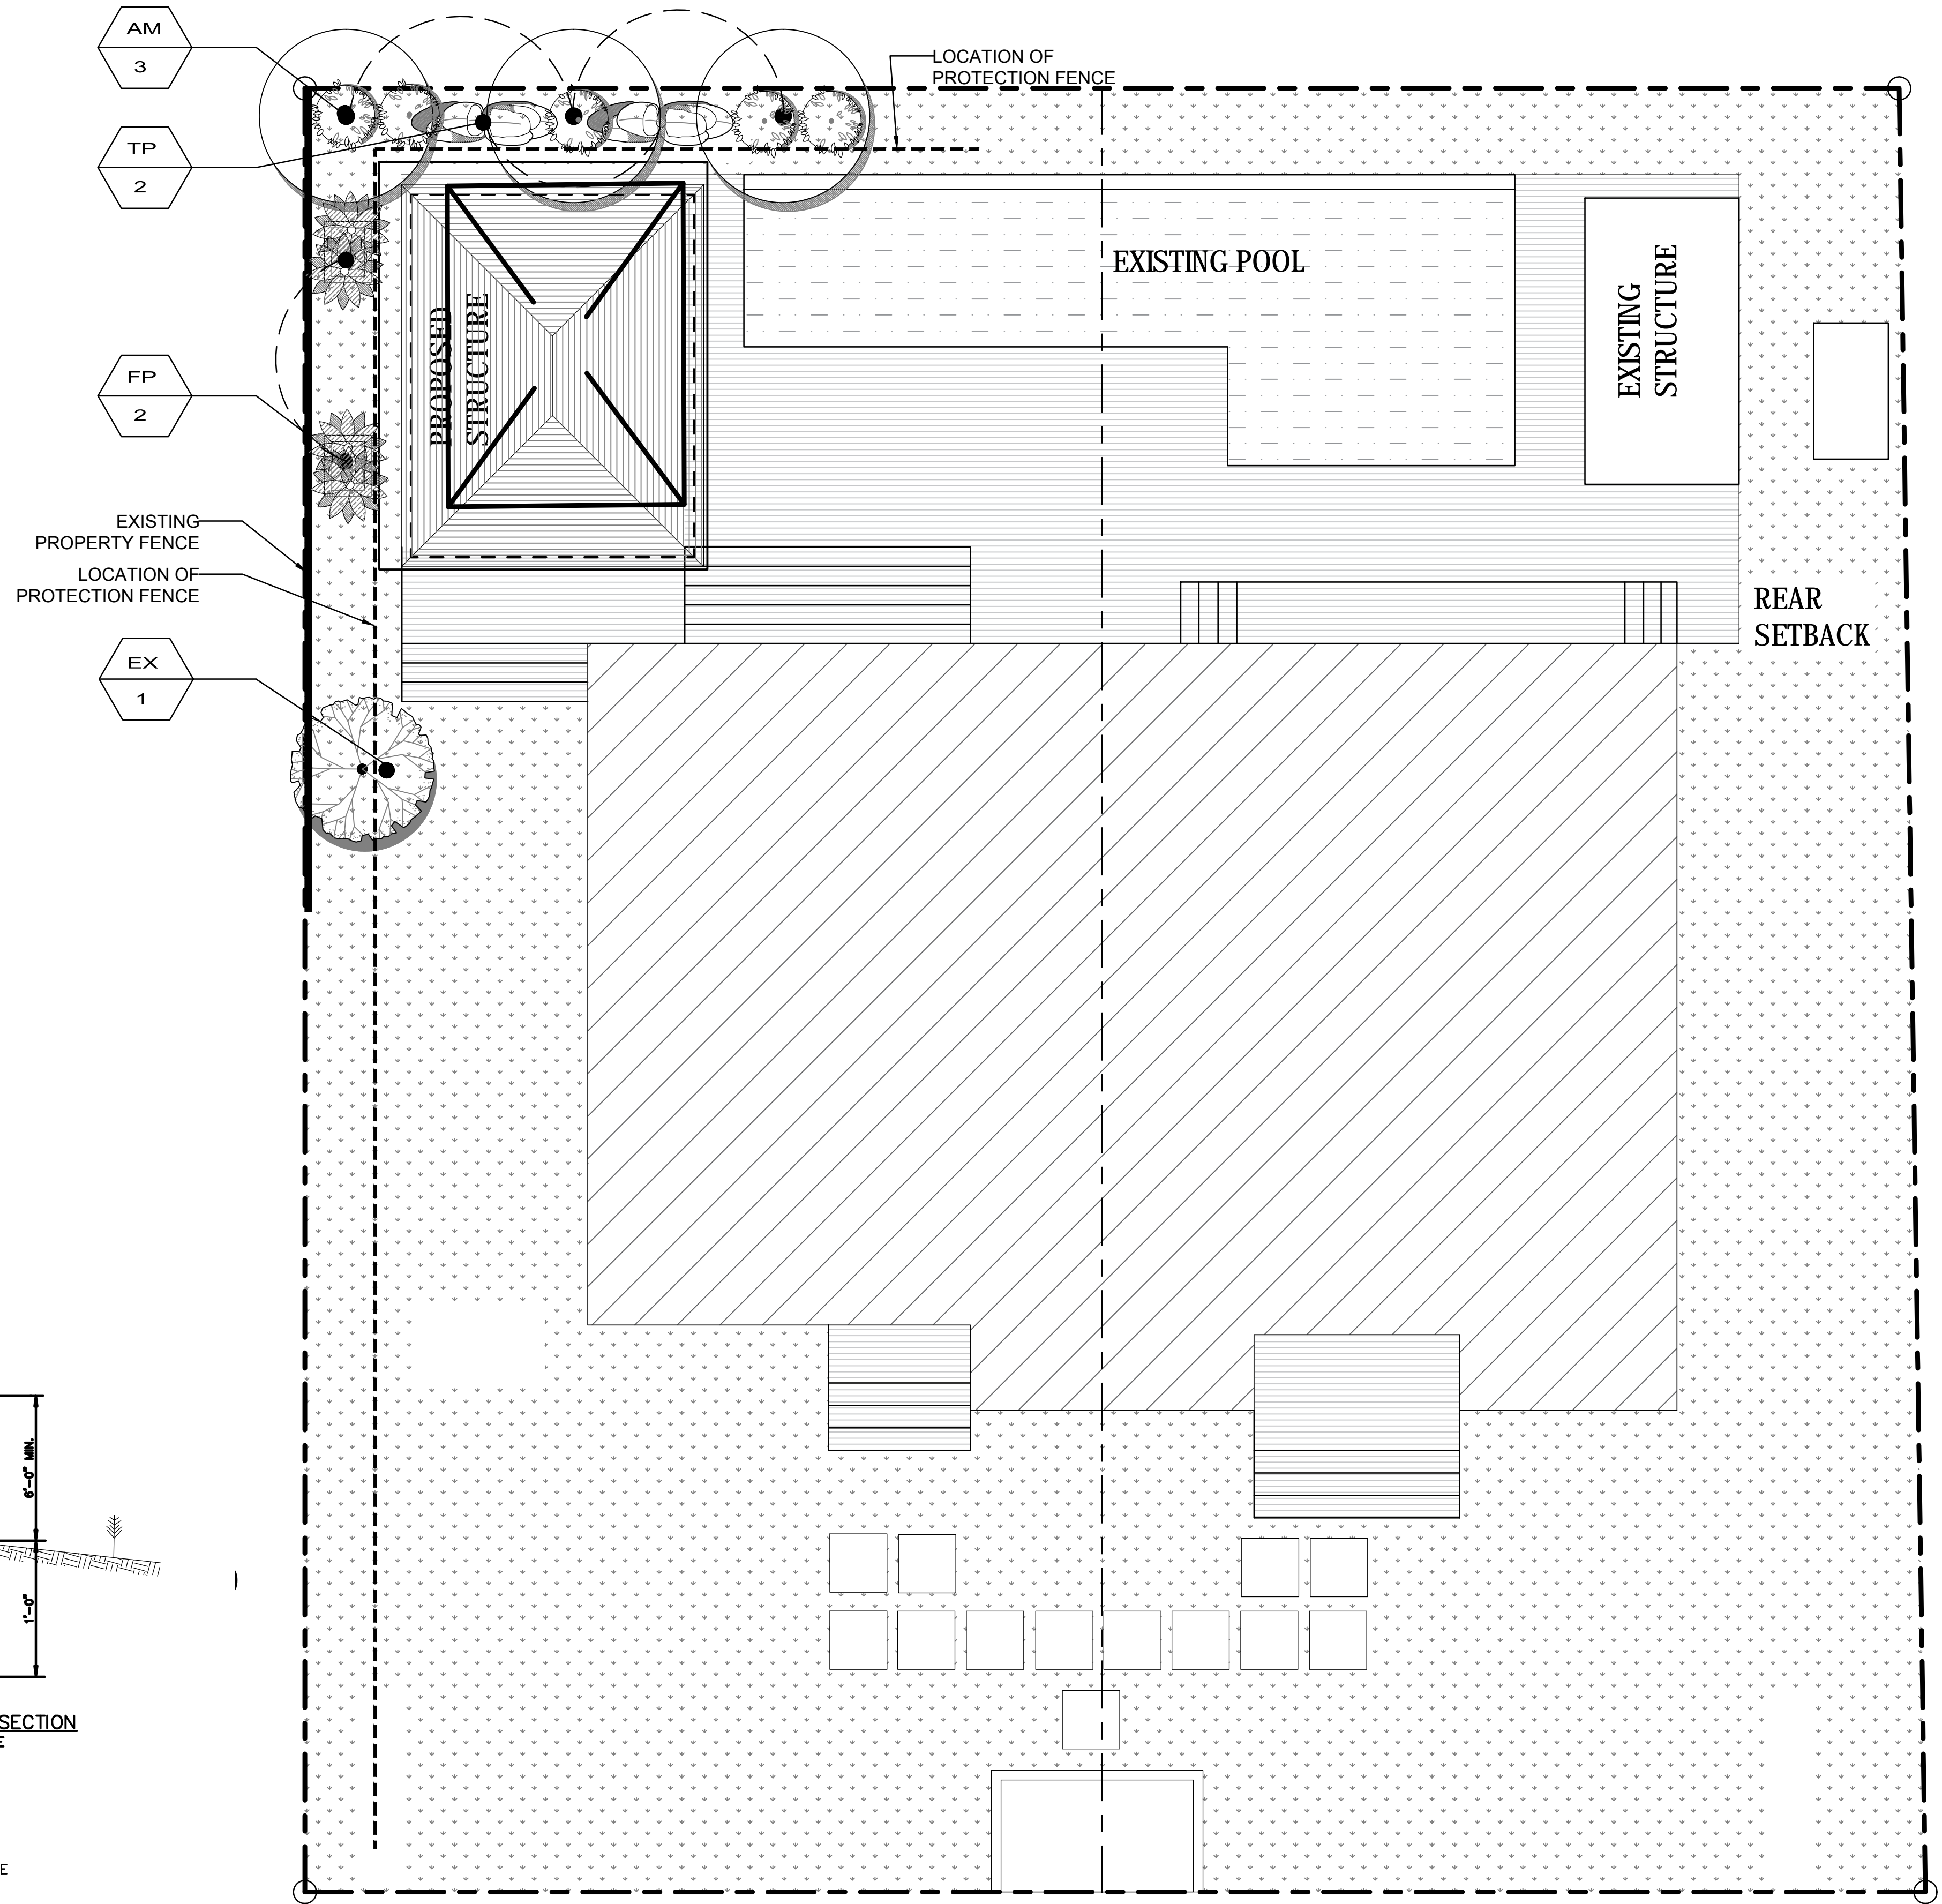 AM
3
LOCATION OF
PROTECTION FENCE
TP
2
EXISTING POOL
EXISTING
STRUCTURE
PROPOSED
STRUCTURE
FP
2
EXISTING
PROPERTY FENCE
LOCATION OF
PROTECTION FENCE
REAR
SETBACK
EX
1
6'-0" MIN.
1'-0"
SECTION
E
E